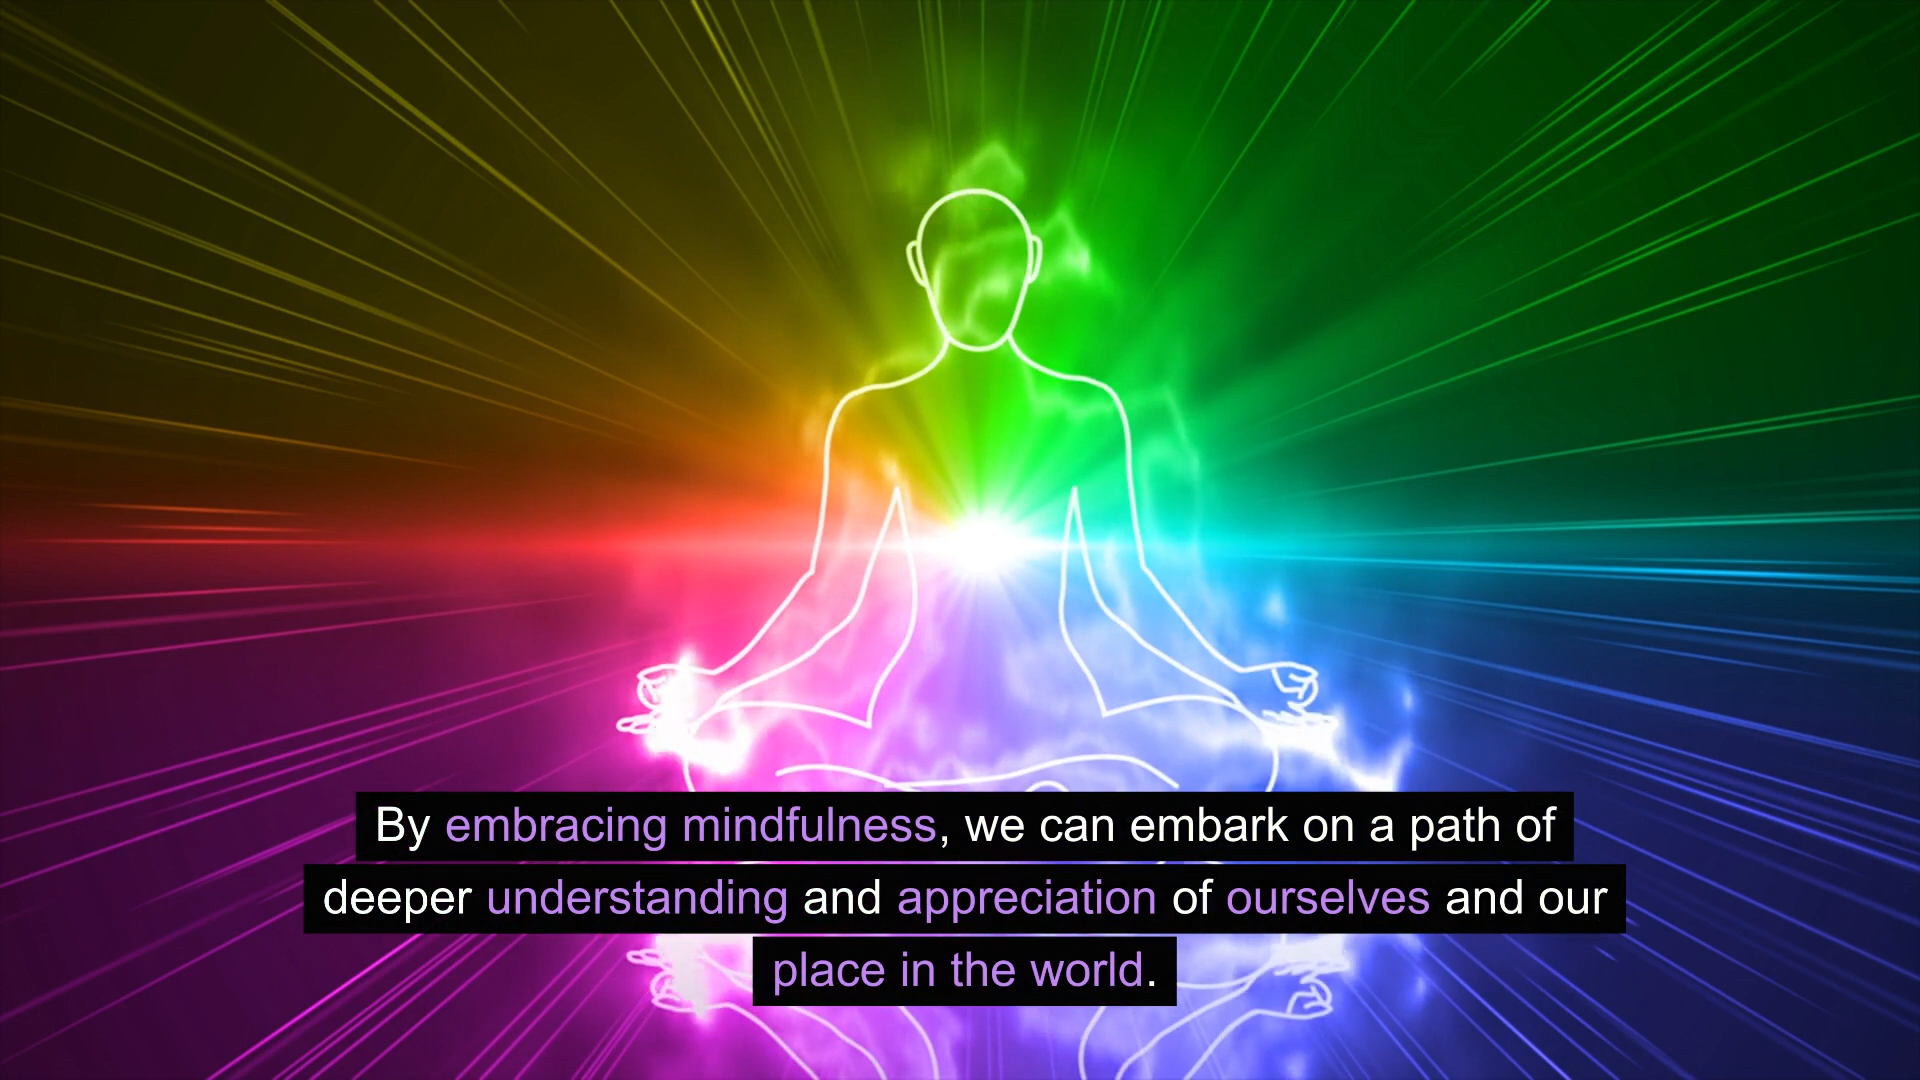 By embracing mindfulness, we can embark on a path of
deeper understanding and appreciation of ourselves and our
place in the world.